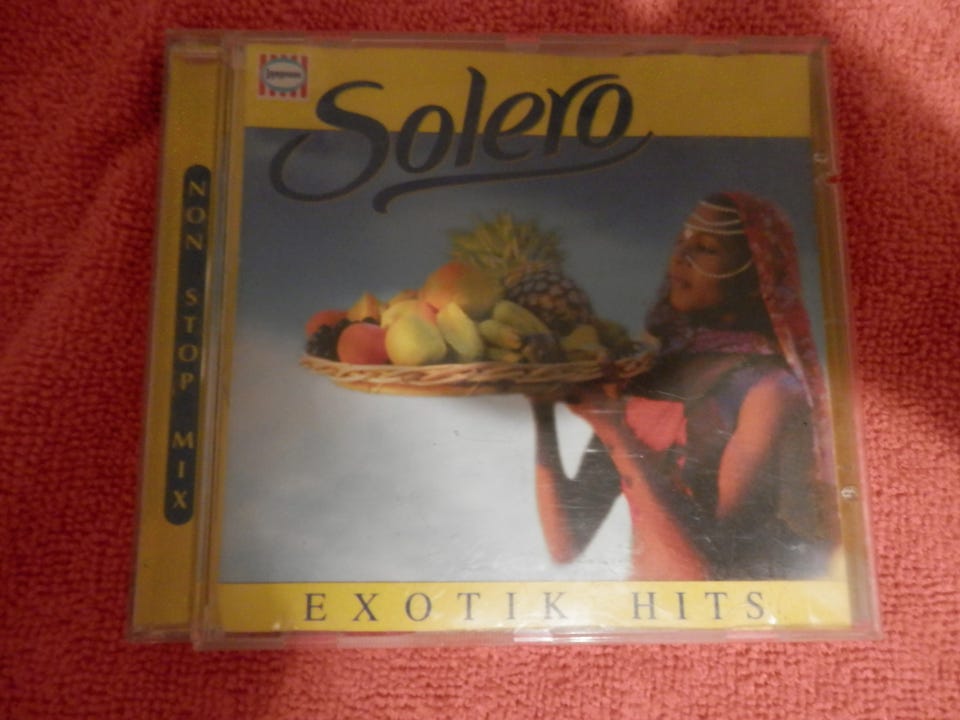 Solero
NON STOP MIX
EXOTIK HITS